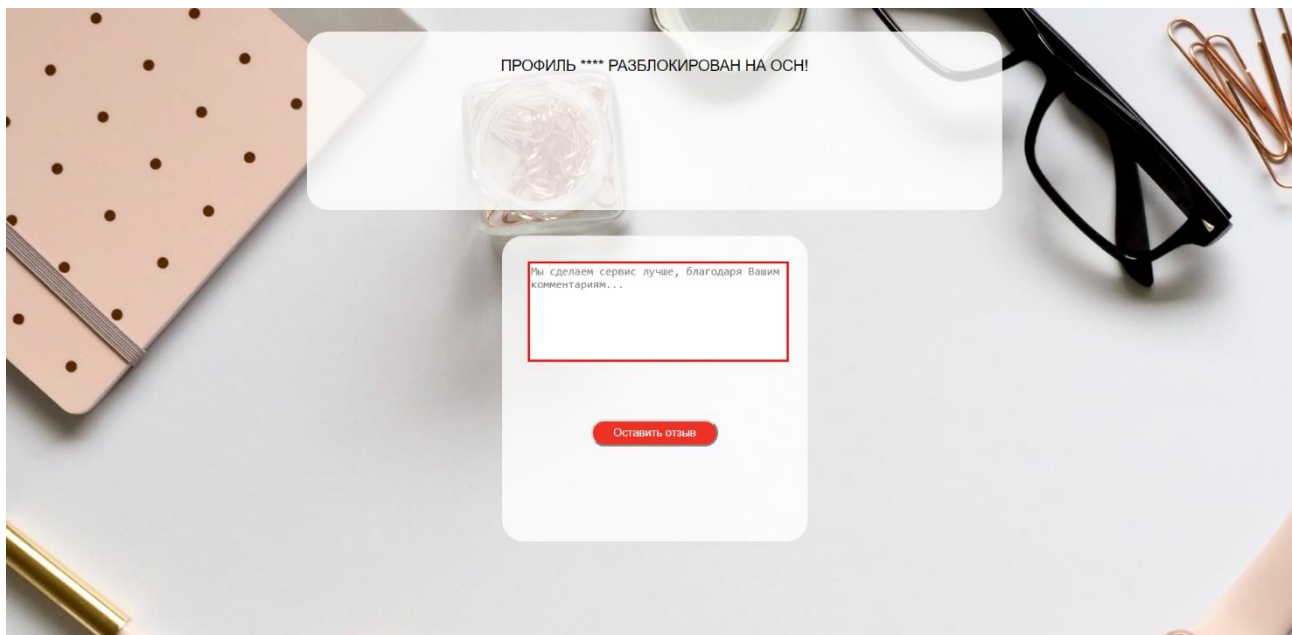 ПРОФИЛЬ **** РАЗБЛОКИРОВАН НА ОСН!
Мы сделаем сервис лучше, благодаря Вашим
комментариям...
Оставить отзыв